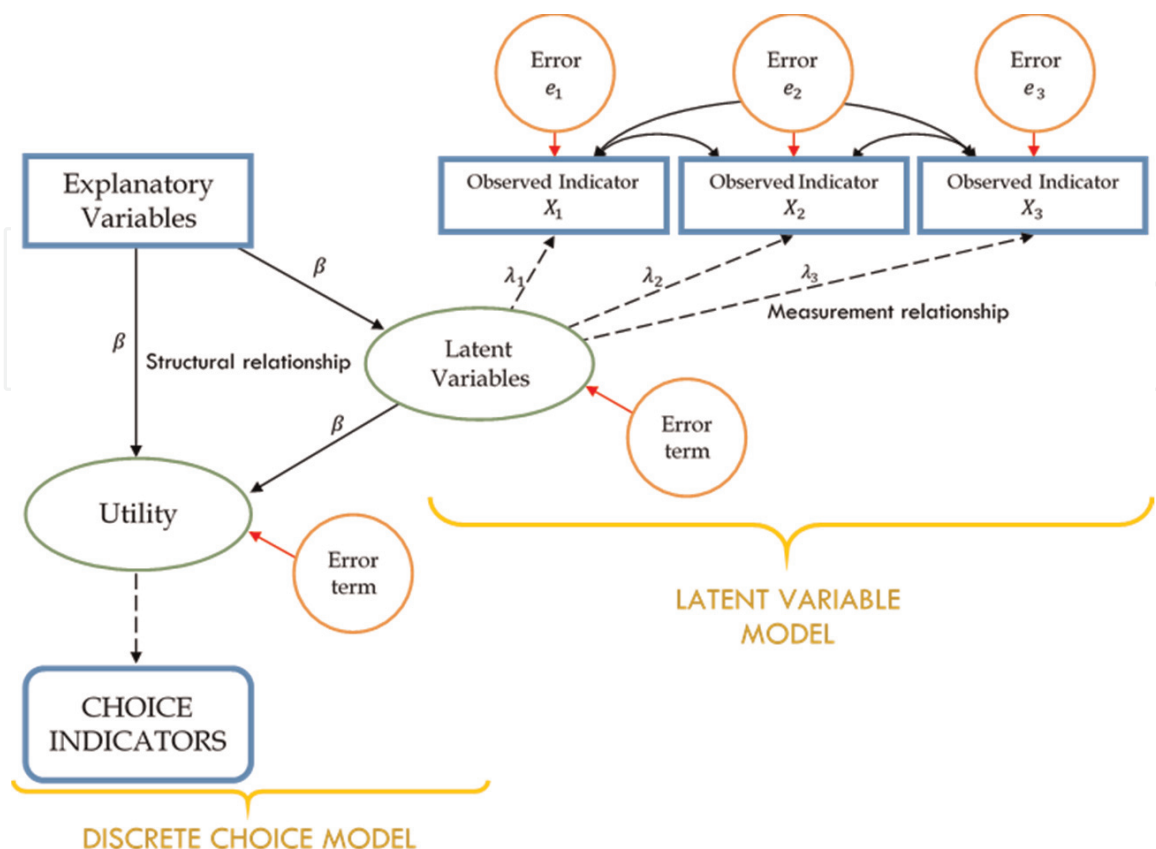 Error
e₁
Error
e₂
Error
e₃
Explanatory
Variables
Observed Indicator
X₁
Observed Indicator
X₂
Observed Indicator
X₃
β
λ₁
λ₂
λ₃
Measurement relationship
β
Structural relationship
Latent
Variables
β
Error
term
Utility
Error
term
LATENT VARIABLE
MODEL
CHOICE
INDICATORS
DISCRETE CHOICE MODEL